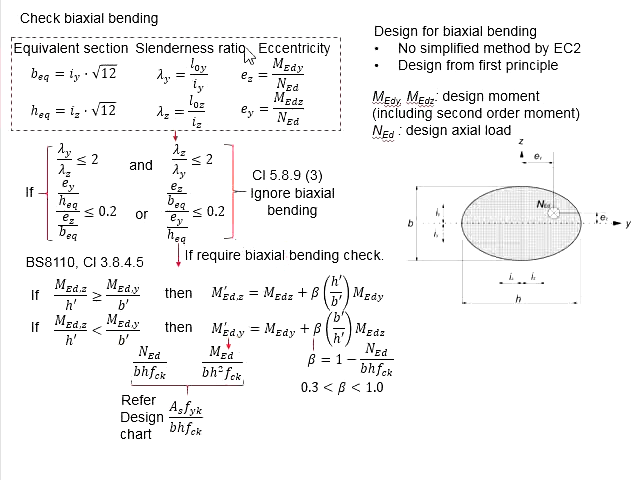 Check biaxial bending
Equivalent section Slenderness ratio Eccentricity
b_eq = i_y · √12    λ_y = l_oy / i_y    e_z = M_Edy / N_Ed
h_eq = i_z · √12    λ_z = l_oz / i_z    e_y = M_Edz / N_Ed
If
λ_y / λ_z ≤ 2 and λ_z / λ_y ≤ 2
(e_y / h_eq) / (e_z / b_eq) ≤ 0.2 or (e_z / b_eq) / (e_y / h_eq) ≤ 0.2
Cl 5.8.9 (3)
Ignore biaxial
bending
If require biaxial bending check.
BS8110, Cl 3.8.4.5
If M_Ed,z / h′ ≥ M_Ed,y / b′ then M′_Ed,z = M_Edz + β (h′ / b′) M_Edy
If M_Ed,z / h′ < M_Ed,y / b′ then M′_Ed,y = M_Edy + β (b′ / h′) M_Edz
N_Ed / bhf_ck    M_Ed / bh²f_ck    β = 1 − N_Ed / bhf_ck
0.3 < β < 1.0
Refer
Design
chart
A_s f_yk / bhf_ck
Design for biaxial bending
• No simplified method by EC2
• Design from first principle
M_Edy, M_Edz: design moment
(including second order moment)
N_Ed : design axial load
z
e_z
N_Ed
b
i_y
i_y
e_y
y
i_z i_z
h